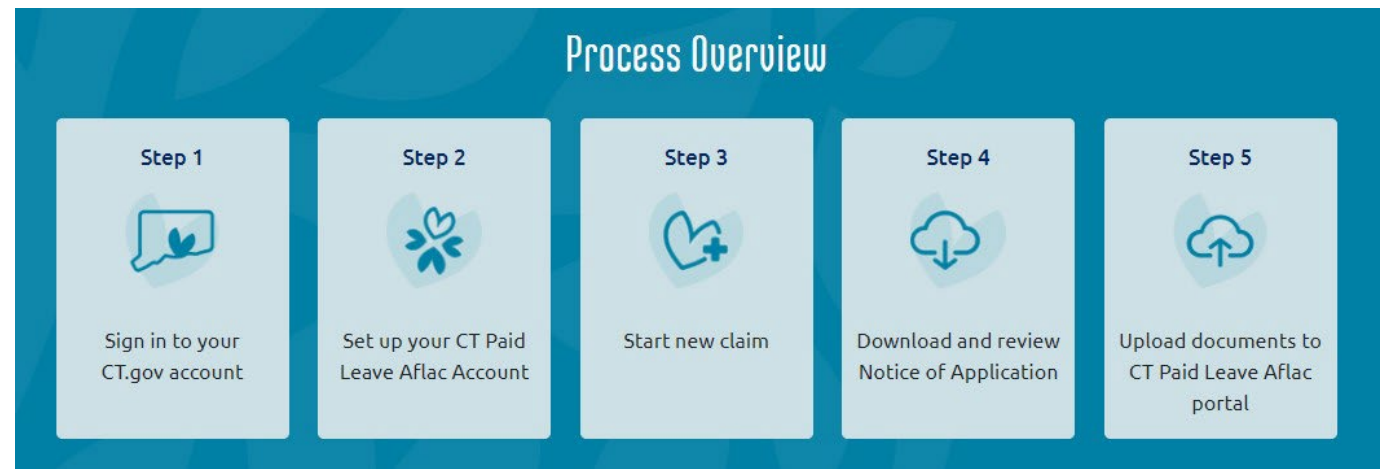 Process Overview
Step 1
Sign in to your
CT.gov account
Step 2
Set up your CT Paid
Leave Aflac Account
Step 3
Start new claim
Step 4
Download and review
Notice of Application
Step 5
Upload documents to
CT Paid Leave Aflac
portal